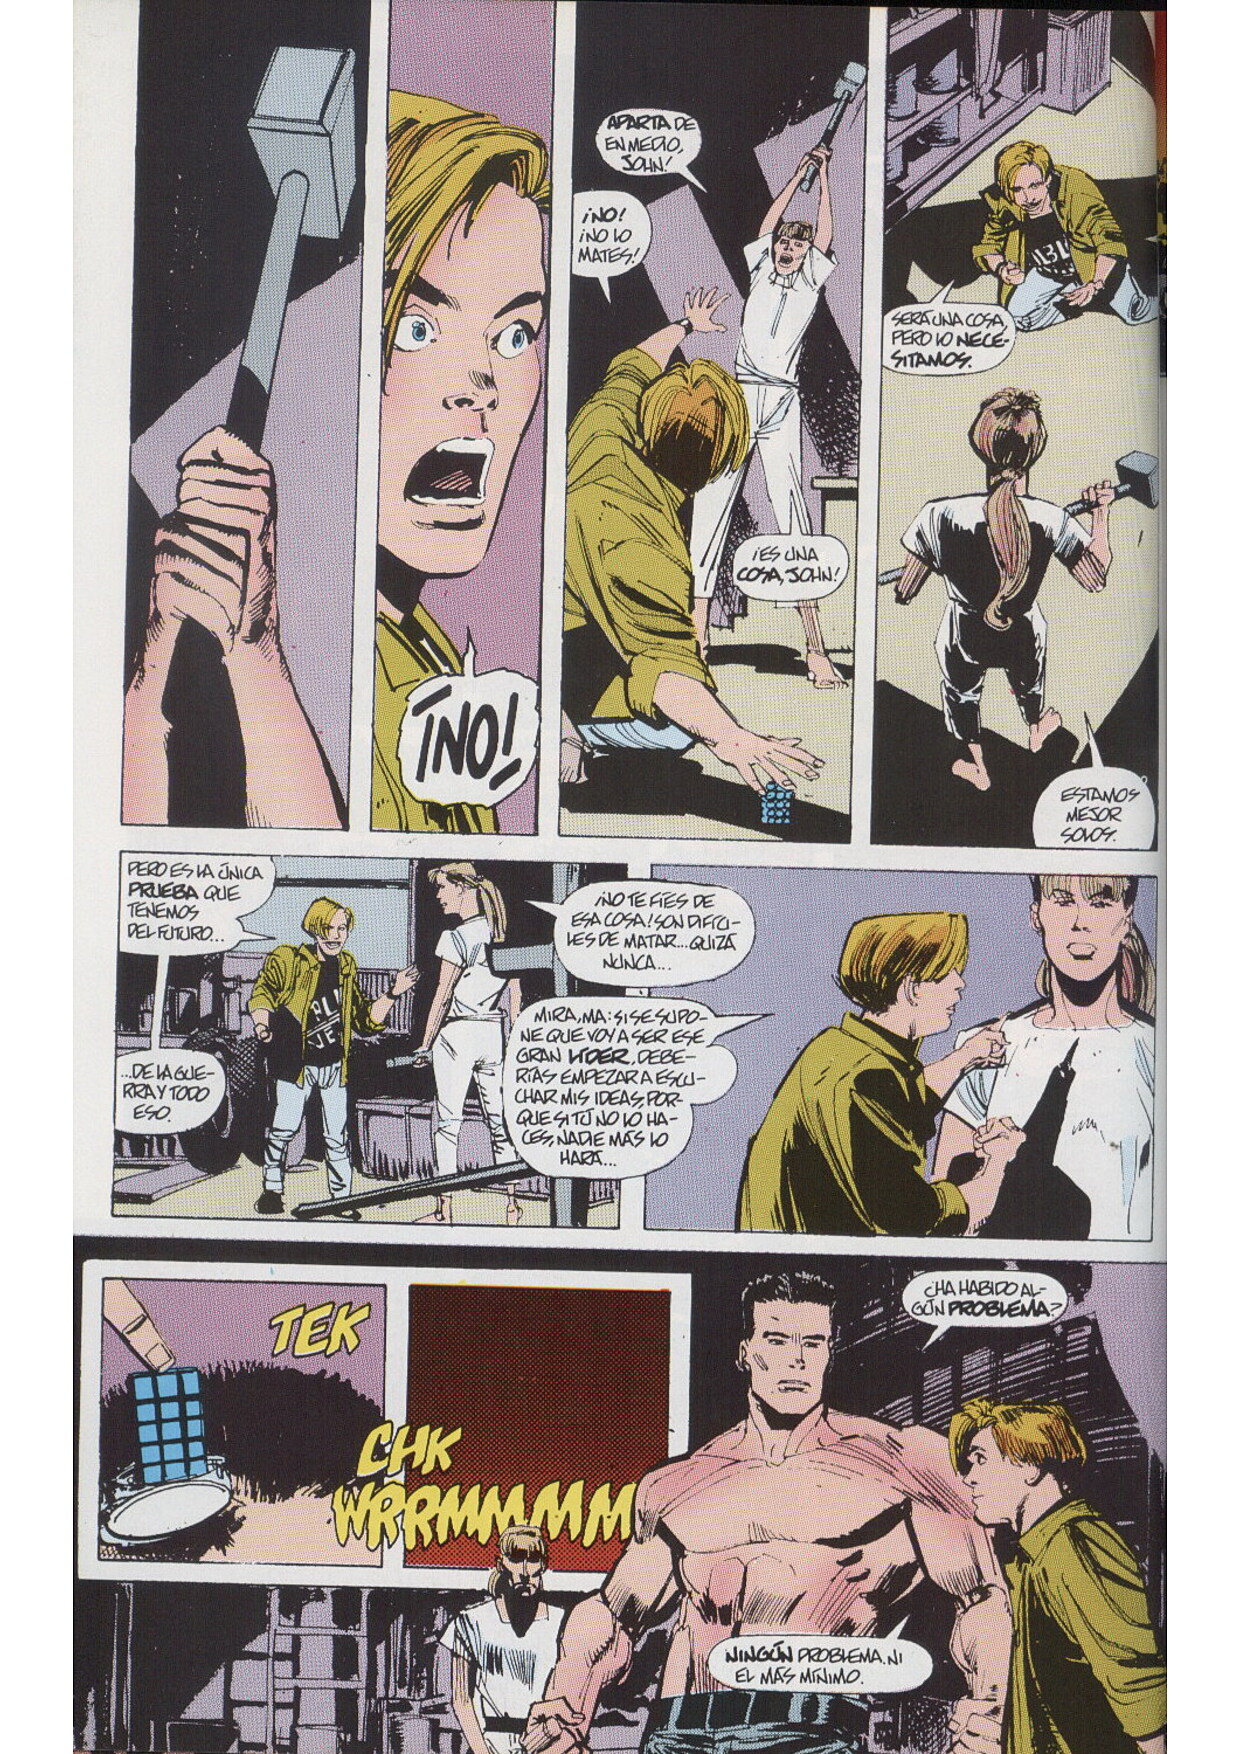 ¡NO!
APARTA DE
EN MEDIO,
JOHN!
¡NO!
¡NO LO
MATES!
¡ES UNA
COSA, JOHN!
SERÁ UNA COSA,
PERO LO NECE-
SITAMOS.
ESTAMOS
MEJOR
SOLOS.
PERO ES LA ÚNICA
PRUEBA QUE
TENEMOS
DEL FUTURO...
...DE LA GUE-
RRA Y TODO
ESO.
¡NO TE FÍES DE
ESA COSA! SON DIFÍCI-
LES DE MATAR... QUIZÁ
NUNCA...
MIRA, MA: SI SE SUPO-
NE QUE VOY A SER ESE
GRAN LÍDER, DEBE-
RÍAS EMPEZAR A ESCU-
CHAR MIS IDEAS, POR-
QUE SI TÚ NO LO HA-
CES, NADIE MÁS LO
HARÁ...
TEK
CHK
WRRMMMMM
¿HA HABIDO AL-
GÚN PROBLEMA?
NINGÚN PROBLEMA. NI
EL MÁS MÍNIMO.